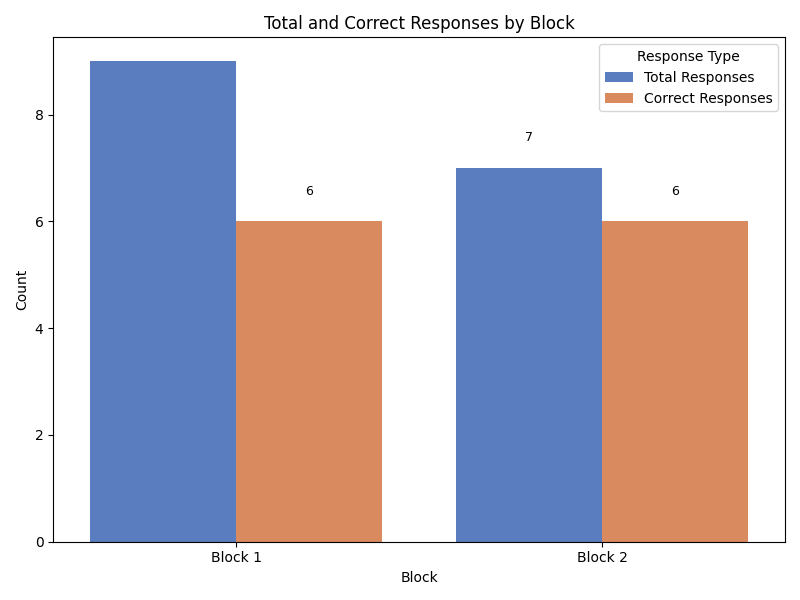 Total and Correct Responses by Block
Response Type
Total Responses
Correct Responses
8
6
4
2
0
Count
7
6
6
Block 1
Block 2
Block